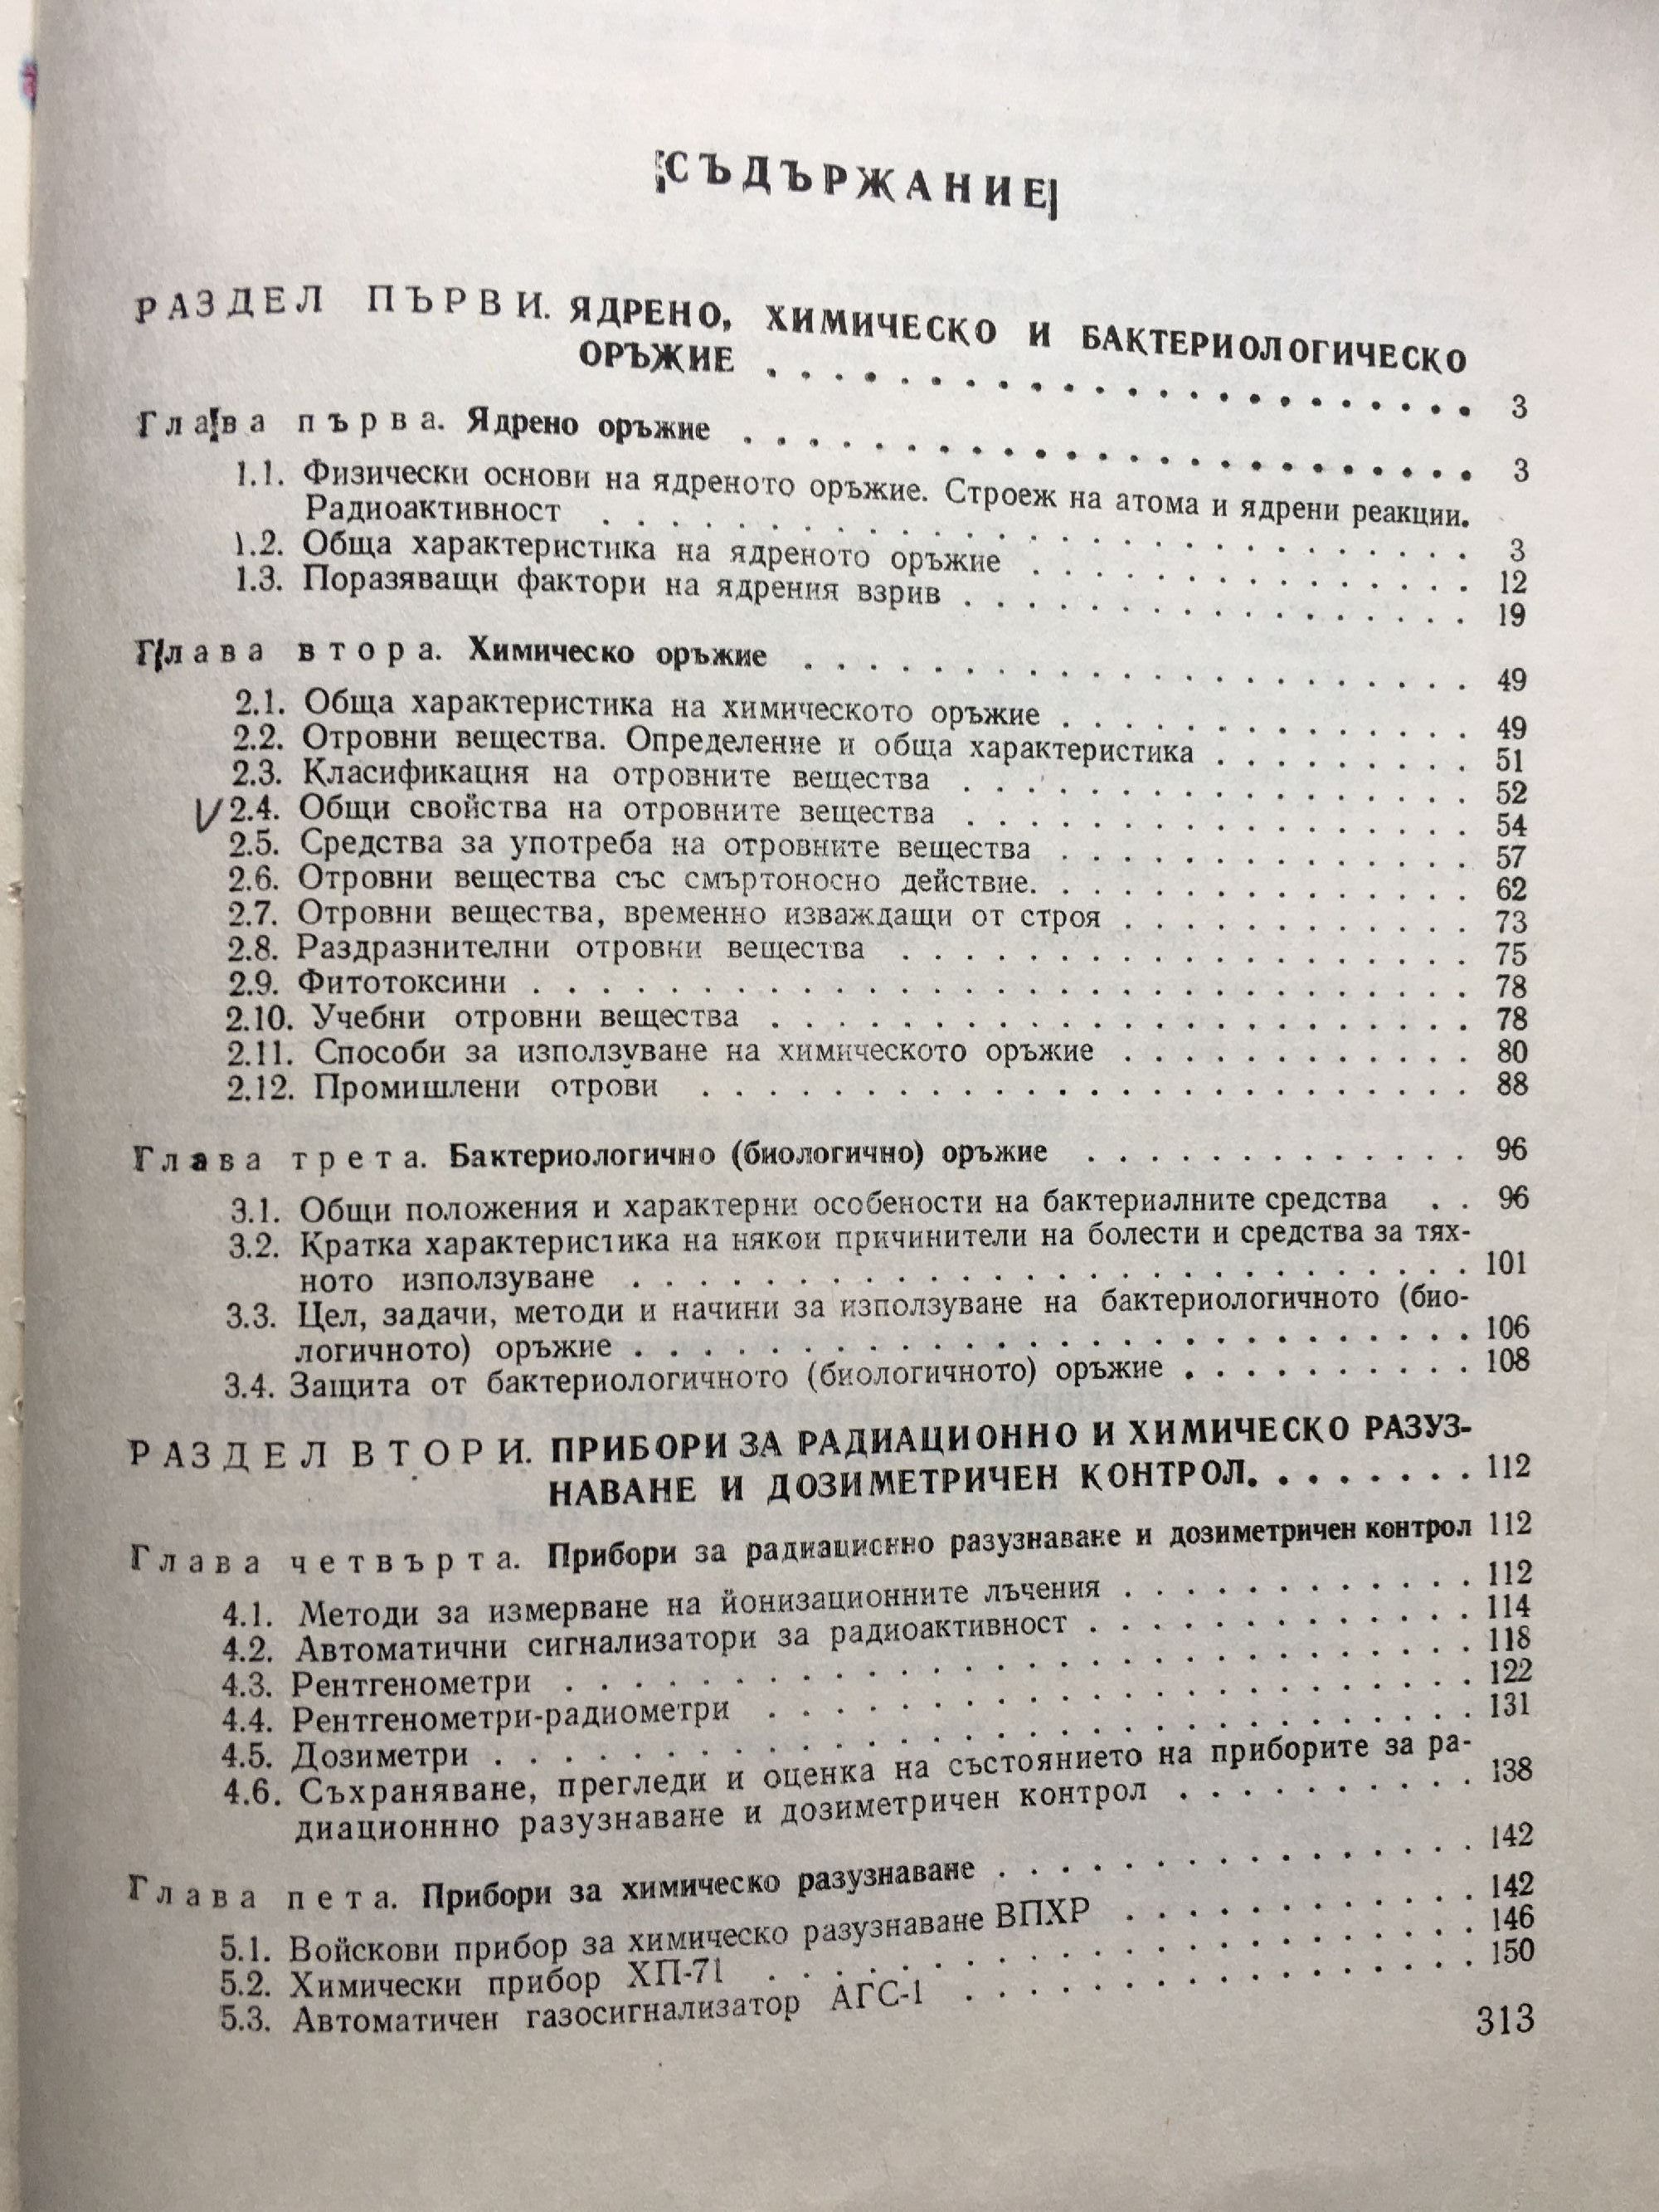 СЪДЪРЖАНИЕ
РАЗДЕЛ ПЪРВИ. ЯДРЕНО, ХИМИЧЕСКО И БАКТЕРИОЛОГИЧЕСКО
ОРЪЖИЕ . . . . . . . . . . . . . . . . . . . . . . 3
Глава първа. Ядрено оръжие . . . . . . . . . . . . . . . . . . . . . . 3
1.1. Физически основи на ядреното оръжие. Строеж на атома и ядрени реакции.
Радиоактивност . . . . . . . . . . . . . . . . . . . . . . . . . . 3
1.2. Обща характеристика на ядреното оръжие . . . . . . . . . . . . . . 12
1.3. Поразяващи фактори на ядрения взрив . . . . . . . . . . . . . . . . 19
Глава втора. Химическо оръжие . . . . . . . . . . . . . . . . . . . . . 49
2.1. Обща характеристика на химическото оръжие . . . . . . . . . . . . . 49
2.2. Отровни вещества. Определение и обща характеристика . . . . . . . . . 51
2.3. Класификация на отровните вещества . . . . . . . . . . . . . . . . 52
V 2.4. Общи свойства на отровните вещества . . . . . . . . . . . . . . . . 54
2.5. Средства за употреба на отровните вещества . . . . . . . . . . . . . 57
2.6. Отровни вещества със смъртоносно действие. . . . . . . . . . . . . . 62
2.7. Отровни вещества, временно изваждащи от строя . . . . . . . . . . . 73
2.8. Раздразнителни отровни вещества . . . . . . . . . . . . . . . . . . 75
2.9. Фитотоксини . . . . . . . . . . . . . . . . . . . . . . . . . . . . . 78
2.10. Учебни отровни вещества . . . . . . . . . . . . . . . . . . . . . . 78
2.11. Способи за използуване на химическото оръжие . . . . . . . . . . . 80
2.12. Промишлени отрови . . . . . . . . . . . . . . . . . . . . . . . . 88
Глава трета. Бактериологично (биологично) оръжие . . . . . . . . . . . . 96
3.1. Общи положения и характерни особености на бактериалните средства . . 96
3.2. Кратка характеристика на някои причинители на болести и средства за тях-
ното използуване . . . . . . . . . . . . . . . . . . . . . . . . . . 101
3.3. Цел, задачи, методи и начини за използуване на бактериологичното (био-
логичното) оръжие . . . . . . . . . . . . . . . . . . . . . . . . . . 106
3.4. Защита от бактериологичното (биологичното) оръжие . . . . . . . . . . 108
РАЗДЕЛ ВТОРИ. ПРИБОРИ ЗА РАДИАЦИОННО И ХИМИЧЕСКО РАЗУЗ-
НАВАНЕ И ДОЗИМЕТРИЧЕН КОНТРОЛ. . . . . . . . 112
Глава четвърта. Прибори за радиационно разузнаване и дозиметричен контрол 112
4.1. Методи за измерване на йонизационните лъчения . . . . . . . . . . . 112
4.2. Автоматични сигнализатори за радиоактивност . . . . . . . . . . . . 114
4.3. Рентгенометри . . . . . . . . . . . . . . . . . . . . . . . . . . . . 118
4.4. Рентгенометри-радиометри . . . . . . . . . . . . . . . . . . . . . . 122
4.5. Дозиметри . . . . . . . . . . . . . . . . . . . . . . . . . . . . . . 131
4.6. Съхраняване, прегледи и оценка на състоянието на приборите за ра-
диационнно разузнаване и дозиметричен контрол . . . . . . . . . . 138
Глава пета. Прибори за химическо разузнаване . . . . . . . . . . . . . . . 142
5.1. Войскови прибор за химическо разузнаване ВПХР . . . . . . . . . . . 142
5.2. Химически прибор ХП-71 . . . . . . . . . . . . . . . . . . . . . . 146
5.3. Автоматичен газосигнализатор АГС-1 . . . . . . . . . . . . . . . . 150
313